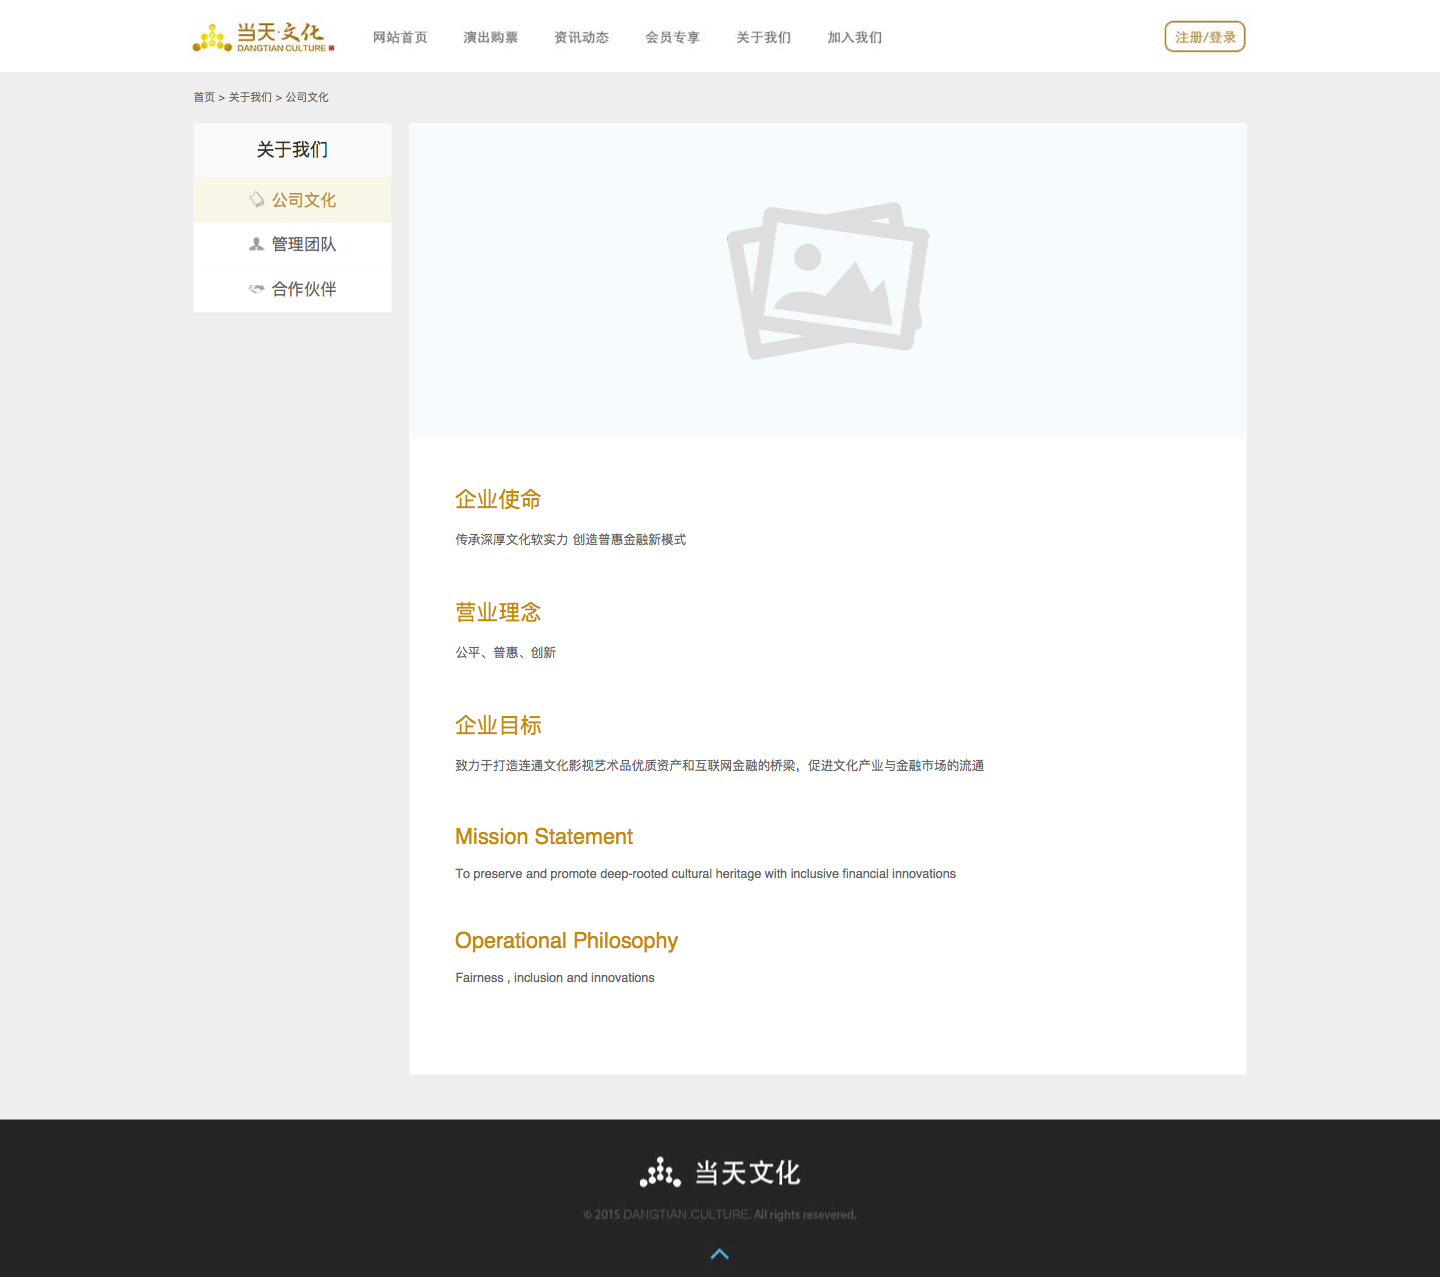 当天·文化
DANGTIAN CULTURE
网站首页 演出购票 资讯动态 会员专享 关于我们 加入我们
注册/登录
首页 > 关于我们 > 公司文化
关于我们
公司文化
管理团队
合作伙伴
企业使命
传承深厚文化软实力 创造普惠金融新模式
营业理念
公平、普惠、创新
企业目标
致力于打造连通文化影视艺术品优质资产和互联网金融的桥梁，促进文化产业与金融市场的流通
Mission Statement
To preserve and promote deep-rooted cultural heritage with inclusive financial innovations
Operational Philosophy
Fairness , inclusion and innovations
当天文化
© 2015 DANGTIAN CULTURE. All rights resevered.